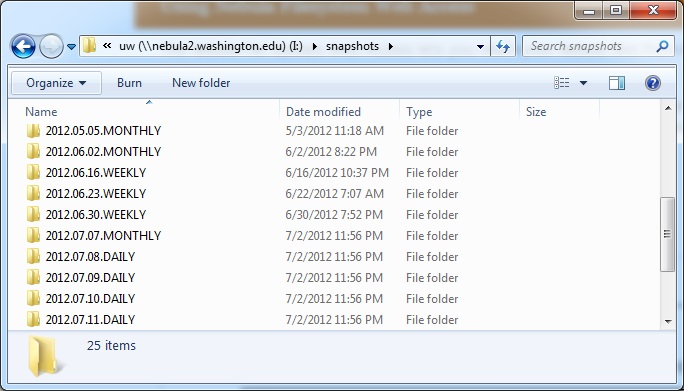 Using Nebula Filesystem With Access
« uw (\\nebula2.washington.edu) (I:) ▸ snapshots ▸ Search snapshots
Organize ▾ Burn New folder
Name Date modified Type Size
2012.05.05.MONTHLY 5/3/2012 11:18 AM File folder
2012.06.02.MONTHLY 6/2/2012 8:22 PM File folder
2012.06.16.WEEKLY 6/16/2012 10:37 PM File folder
2012.06.23.WEEKLY 6/22/2012 7:07 AM File folder
2012.06.30.WEEKLY 6/30/2012 7:52 PM File folder
2012.07.07.MONTHLY 7/2/2012 11:56 PM File folder
2012.07.08.DAILY 7/2/2012 11:56 PM File folder
2012.07.09.DAILY 7/2/2012 11:56 PM File folder
2012.07.10.DAILY 7/2/2012 11:56 PM File folder
2012.07.11.DAILY 7/2/2012 11:56 PM File folder
25 items